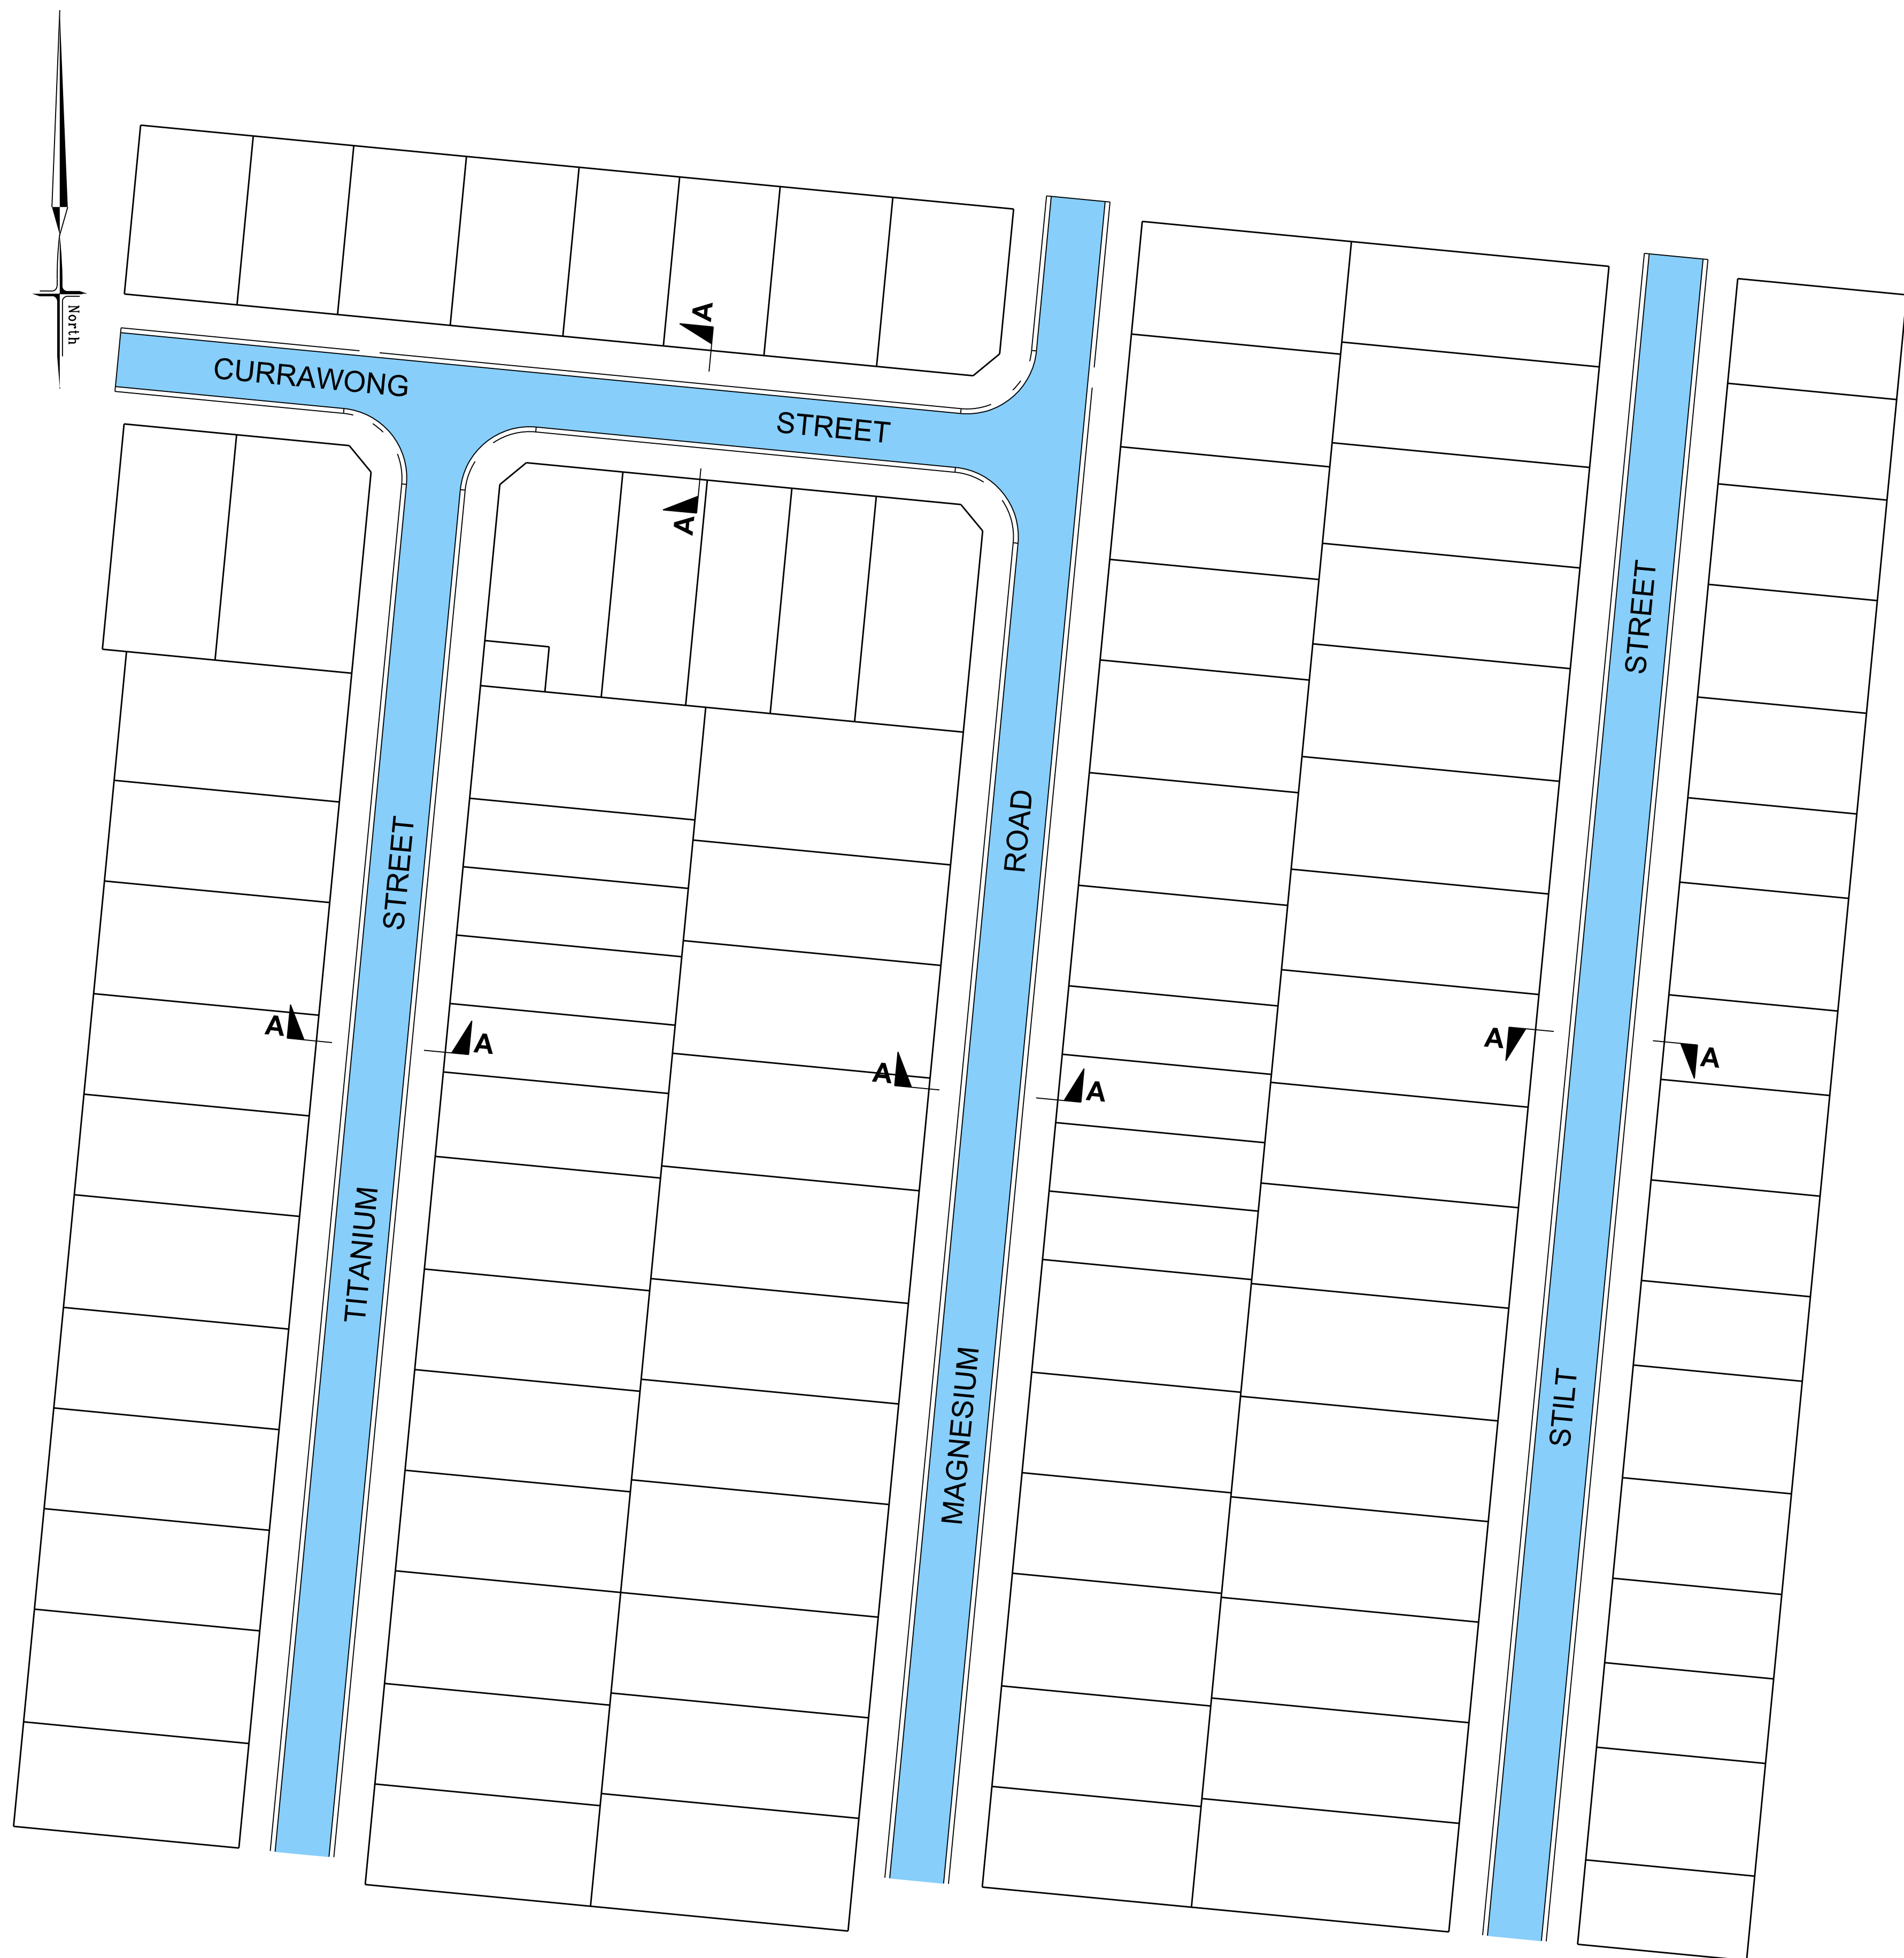 North
CURRAWONG
STREET
A
A
STREET
ROAD
STREET
A
A
A
A
A
A
TITANIUM
MAGNESIUM
STILT